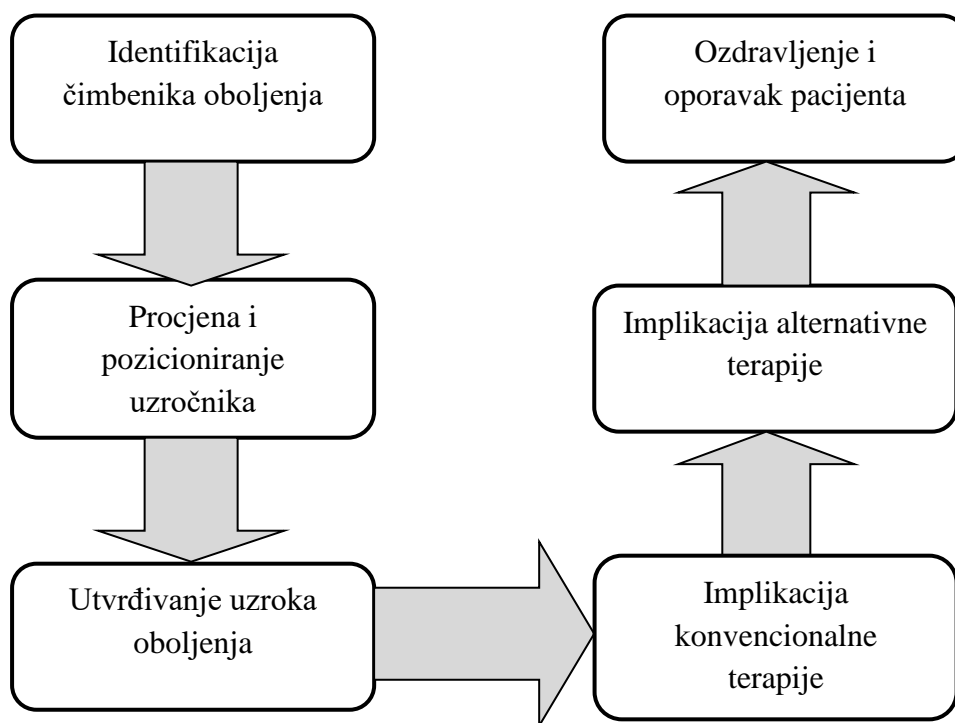 Identifikacija
čimbenika oboljenja
Procjena i
pozicioniranje
uzročnika
Utvrđivanje uzroka
oboljenja
Implikacija
konvencionalne
terapije
Implikacija alternativne
terapije
Ozdravljenje i
oporavak pacijenta